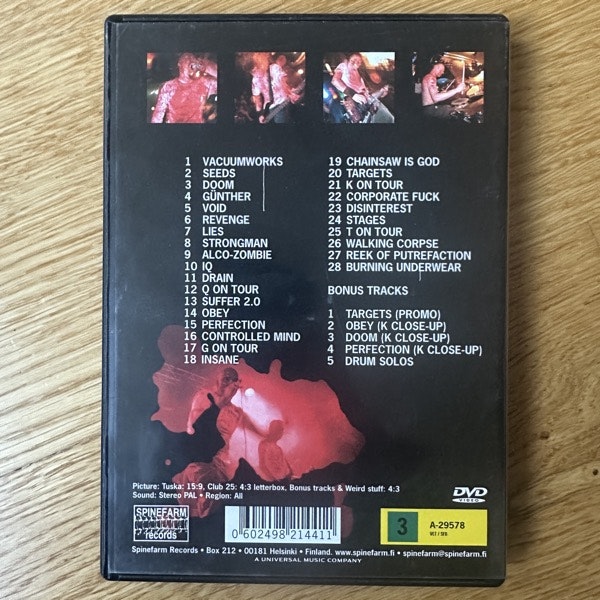 1 VACUUMWORKS
2 SEEDS
3 DOOM
4 GÜNTHER
5 VOID
6 REVENGE
7 LIES
8 STRONGMAN
9 ALCO-ZOMBIE
10 IQ
11 DRAIN
12 Q ON TOUR
13 SUFFER 2.0
14 OBEY
15 PERFECTION
16 CONTROLLED MIND
17 G ON TOUR
18 INSANE
19 CHAINSAW IS GOD
20 TARGETS
21 K ON TOUR
22 CORPORATE FUCK
23 DISINTEREST
24 STAGES
25 T ON TOUR
26 WALKING CORPSE
27 REEK OF PUTREFACTION
28 BURNING UNDERWEAR
BONUS TRACKS
1 TARGETS (PROMO)
2 OBEY (K CLOSE-UP)
3 DOOM (K CLOSE-UP)
4 PERFECTION (K CLOSE-UP)
5 DRUM SOLOS
Picture: Tuska: 15:9, Club 25: 4:3 letterbox, Bonus tracks & Weird stuff: 4:3
Sound: Stereo PAL • Region: All
DVD
VIDEO
SPINEFARM
records
0 602498 214411
3
A-29578
VET / SFB
Spinefarm Records • Box 212 • 00181 Helsinki • Finland. www.spinefarm.fi • spinefarm@spinefarm.fi
A UNIVERSAL MUSIC COMPANY